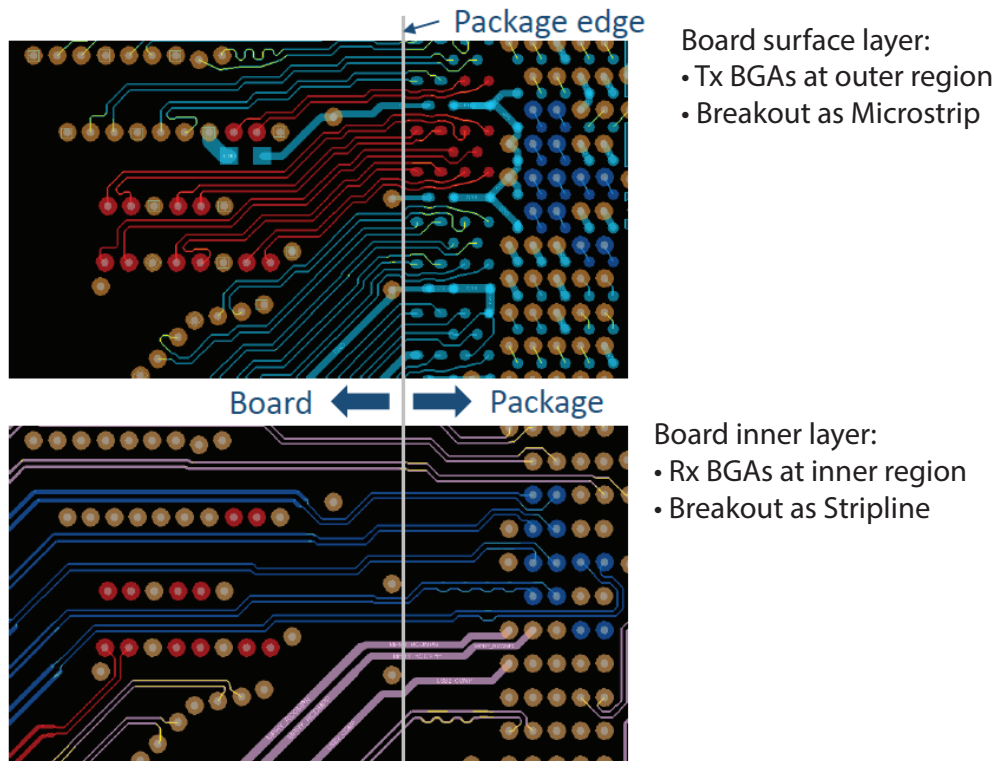 Package edge
Board surface layer:
• Tx BGAs at outer region
• Breakout as Microstrip
Board
Package
Board inner layer:
• Rx BGAs at inner region
• Breakout as Stripline